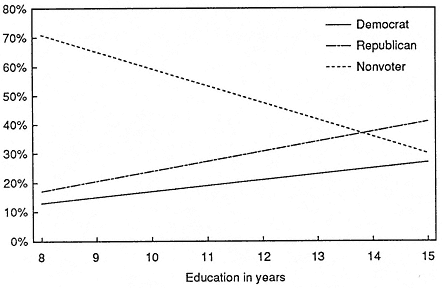 80%
70%
60%
50%
40%
30%
20%
10%
0%
Democrat
Republican
Nonvoter
8 9 10 11 12 13 14 15
Education in years